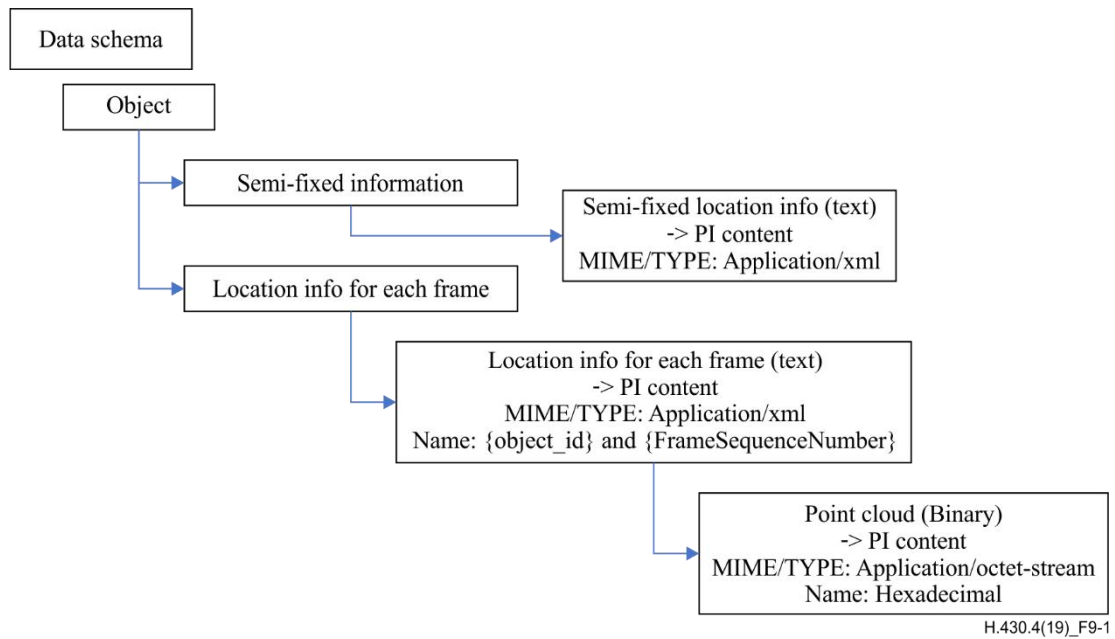 Data schema
Object
Semi-fixed information
Semi-fixed location info (text)
-> PI content
MIME/TYPE: Application/xml
Location info for each frame
Location info for each frame (text)
-> PI content
MIME/TYPE: Application/xml
Name: {object_id} and {FrameSequenceNumber}
Point cloud (Binary)
-> PI content
MIME/TYPE: Application/octet-stream
Name: Hexadecimal
H.430.4(19)_F9-1